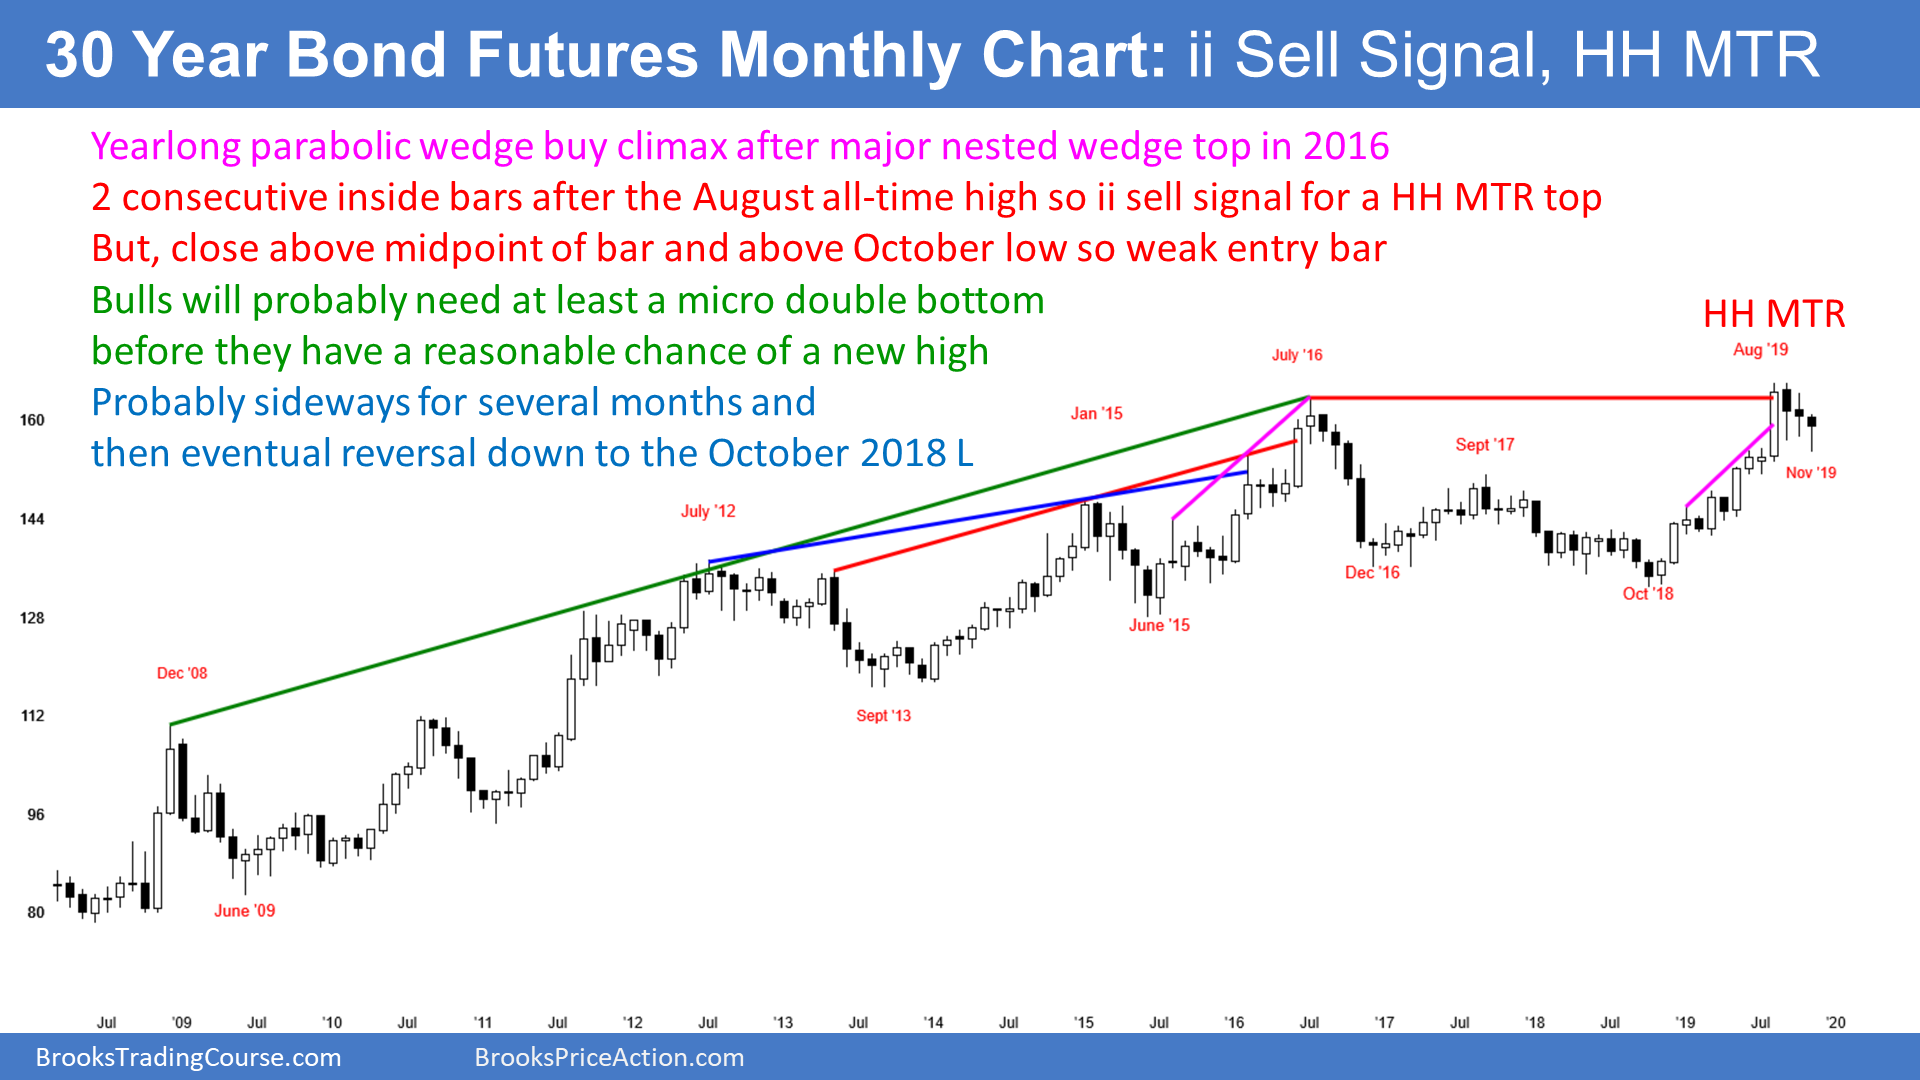 30 Year Bond Futures Monthly Chart: ii Sell Signal, HH MTR
Yearlong parabolic wedge buy climax after major nested wedge top in 2016
2 consecutive inside bars after the August all-time high so ii sell signal for a HH MTR top
But, close above midpoint of bar and above October low so weak entry bar
Bulls will probably need at least a micro double bottom
before they have a reasonable chance of a new high
Probably sideways for several months and
then eventual reversal down to the October 2018 L
HH MTR
Aug '19
July '16
Jan '15
160
Sept '17
Nov '19
July '12
144
Dec '16
Oct '18
128
June '15
Dec '08
112
Sept '13
96
80
June '09
Jul '09 Jul '10 Jul '11 Jul '12 Jul '13 Jul '14 Jul '15 Jul '16 Jul '17 Jul '18 Jul '19 Jul '20
BrooksTradingCourse.com BrooksPriceAction.com